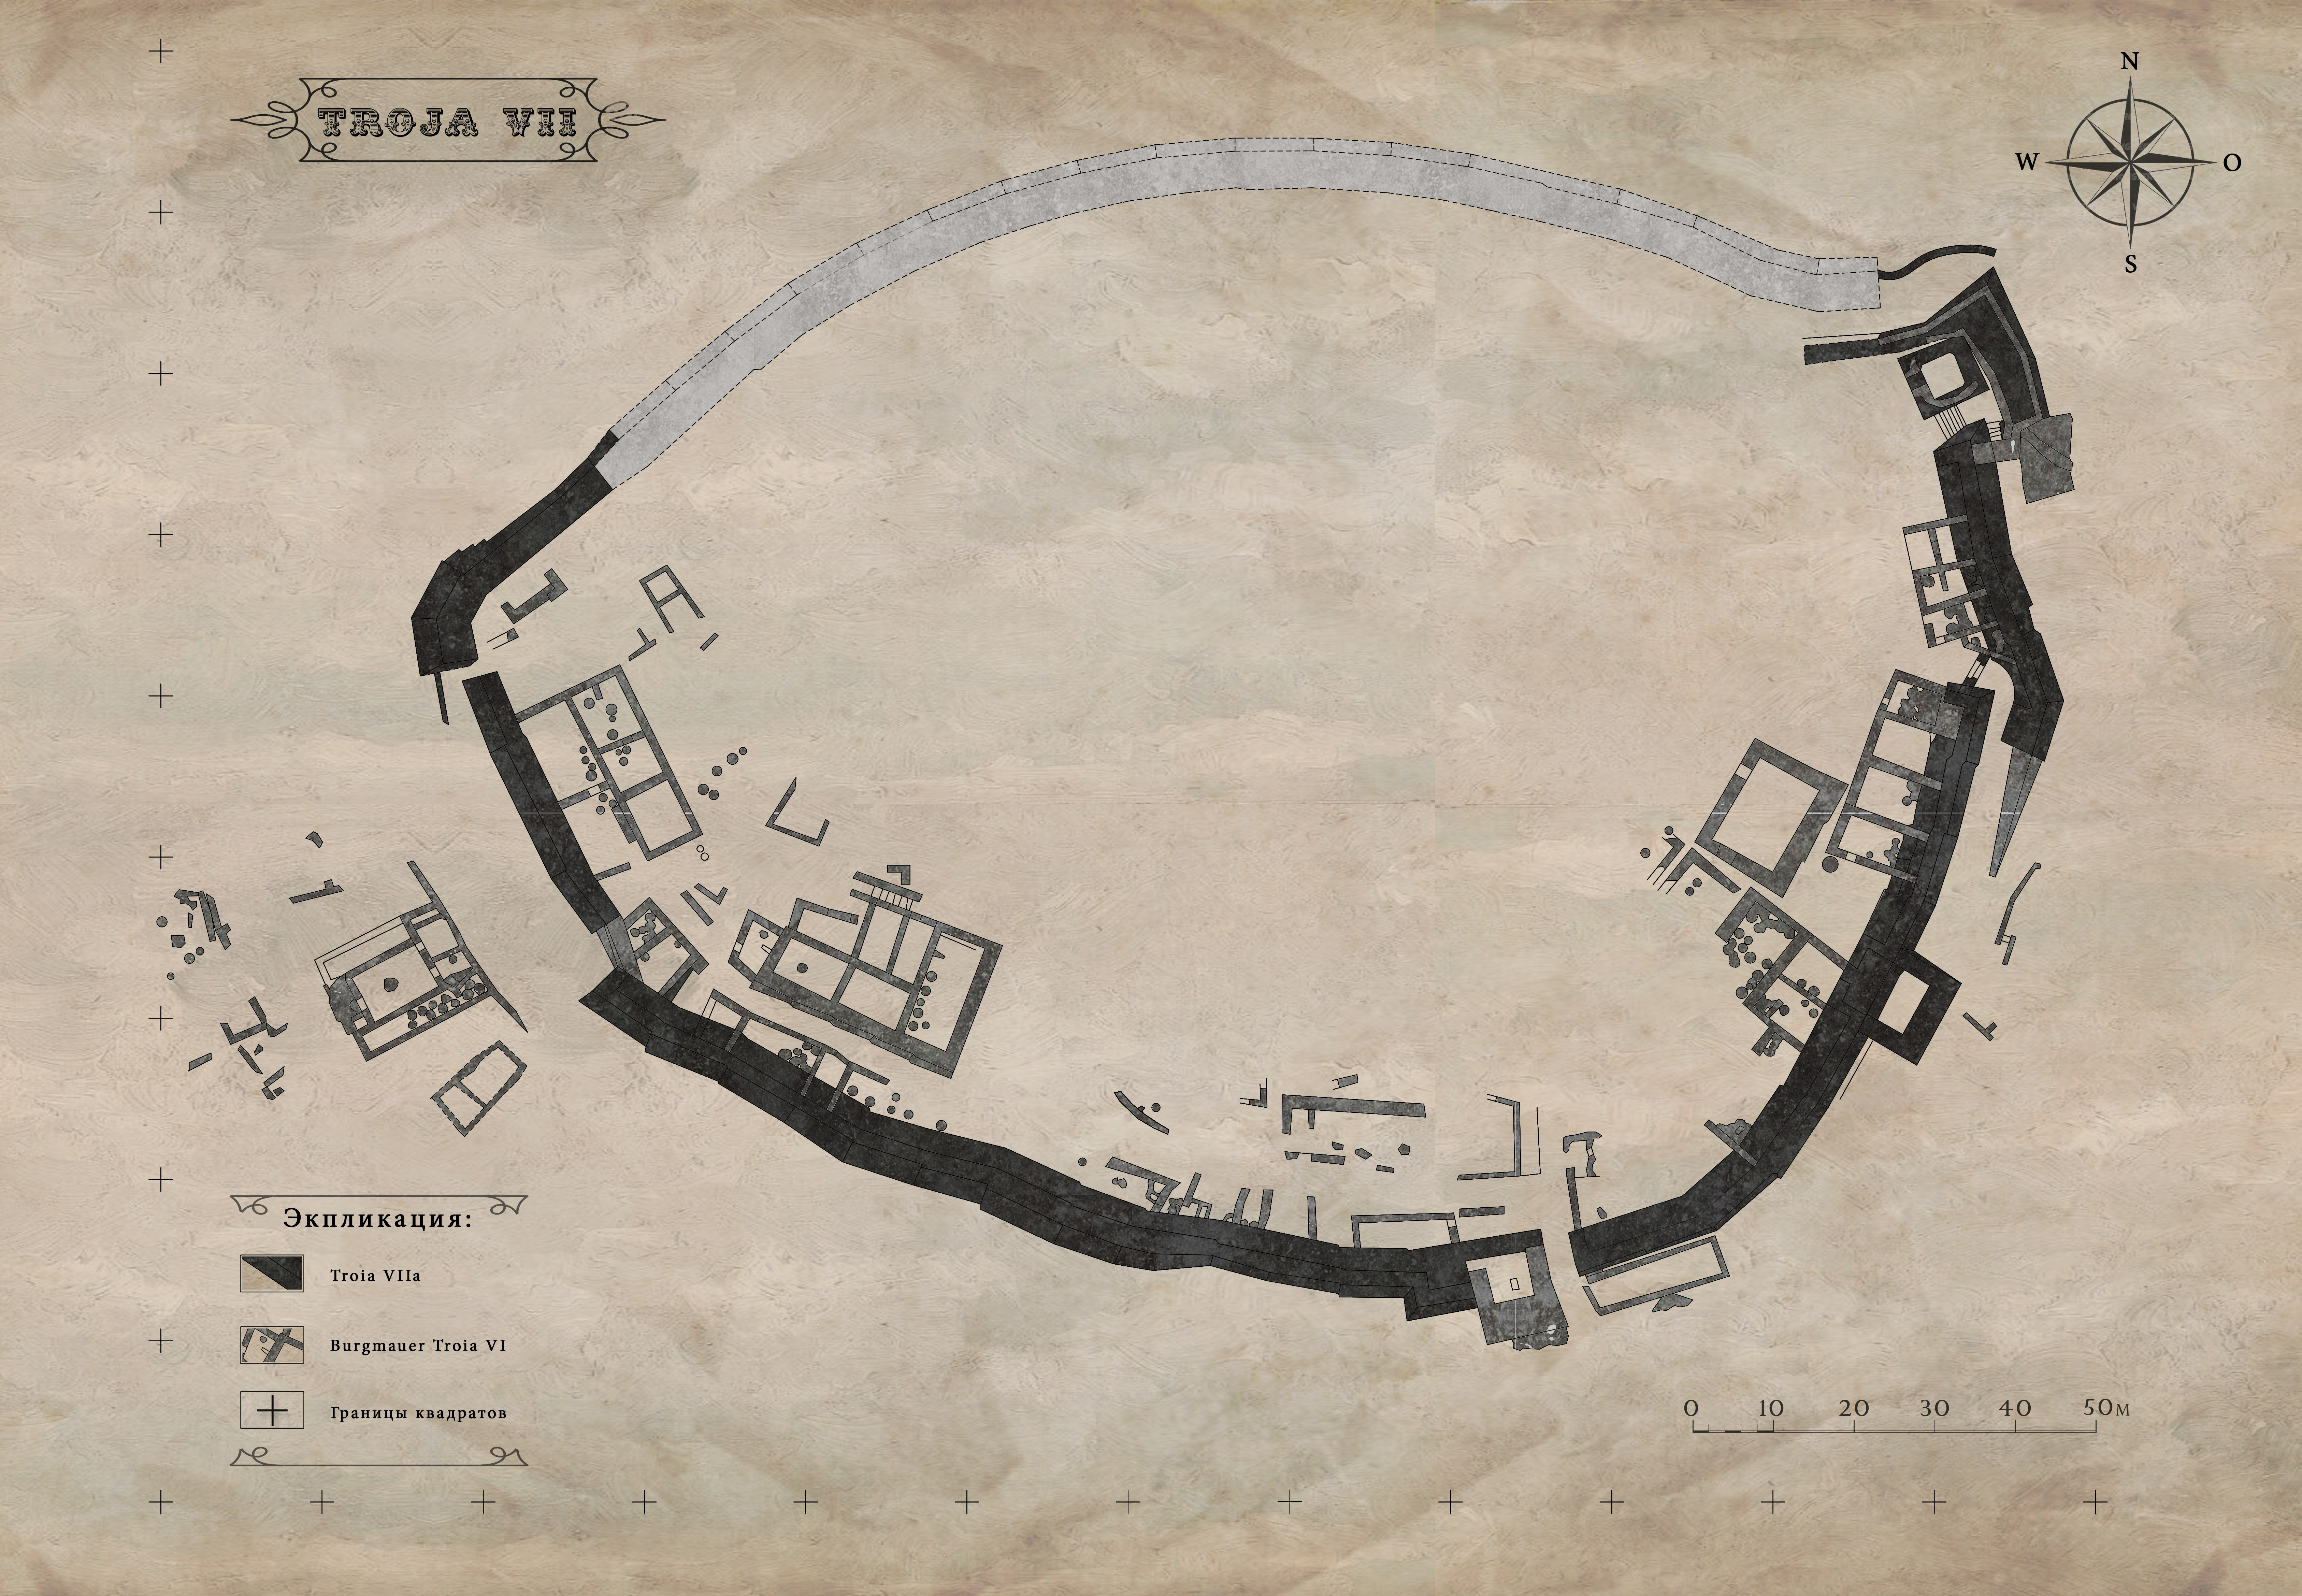 TROJA VII
N
W O
S
Экпликация:
Troia VIIa
Burgmauer Troia VI
Границы квадратов
0 10 20 30 40 50м